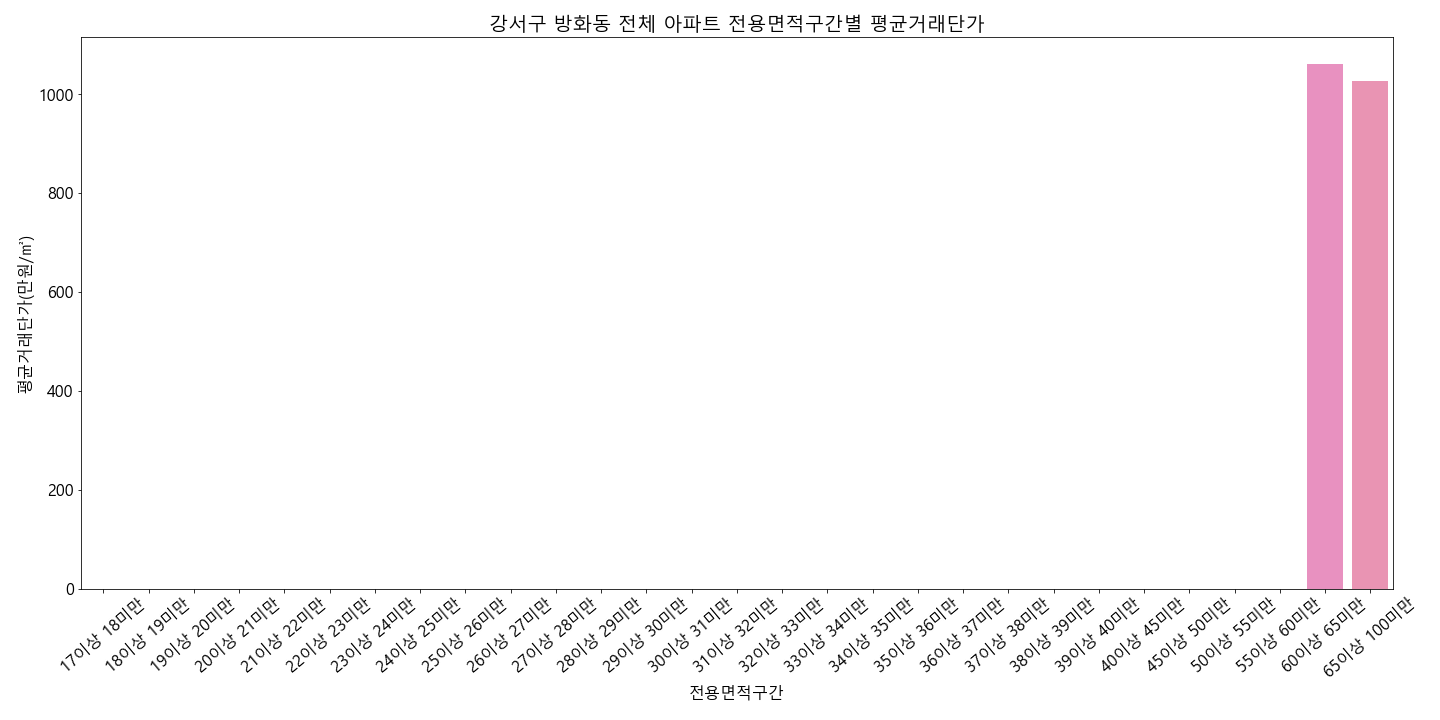 강서구 방화동 전체 아파트 전용면적구간별 평균거래단가
평균거래단가(만원/㎡)
1000
800
600
400
200
0
17이상 18미만
18이상 19미만
19이상 20미만
20이상 21미만
21이상 22미만
22이상 23미만
23이상 24미만
24이상 25미만
25이상 26미만
26이상 27미만
27이상 28미만
28이상 29미만
29이상 30미만
30이상 31미만
31이상 32미만
32이상 33미만
33이상 34미만
34이상 35미만
35이상 36미만
36이상 37미만
37이상 38미만
38이상 39미만
39이상 40미만
40이상 45미만
45이상 50미만
50이상 55미만
55이상 60미만
60이상 65미만
65이상 100미만
전용면적구간